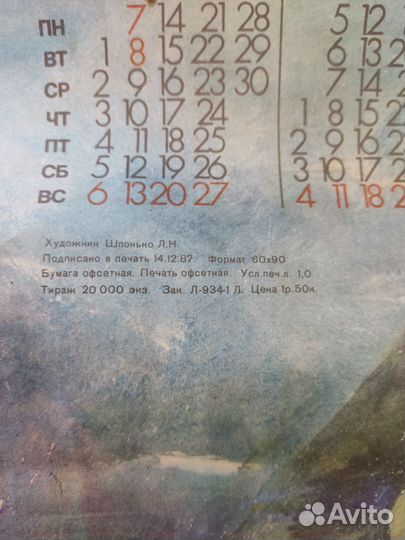 ПН 7 14 21 28 5 12
ВТ 1 8 15 22 29 6 13
СР 2 9 16 23 30 7 14
ЧТ 3 10 17 24 1 8 15
ПТ 4 11 18 25 2 9 16
СБ 5 12 19 26 3 10 17
ВС 6 13 20 27 4 11 18
Художник Шлонько Л.Н.
Подписано в печать 14.12.87. Формат 60х90
Бумага офсетная. Печать офсетная. Усл.печ.л. 1,0
Тираж 20 000 экз. Зак. Л-934-1 Л. Цена 1р.50к.
Avito